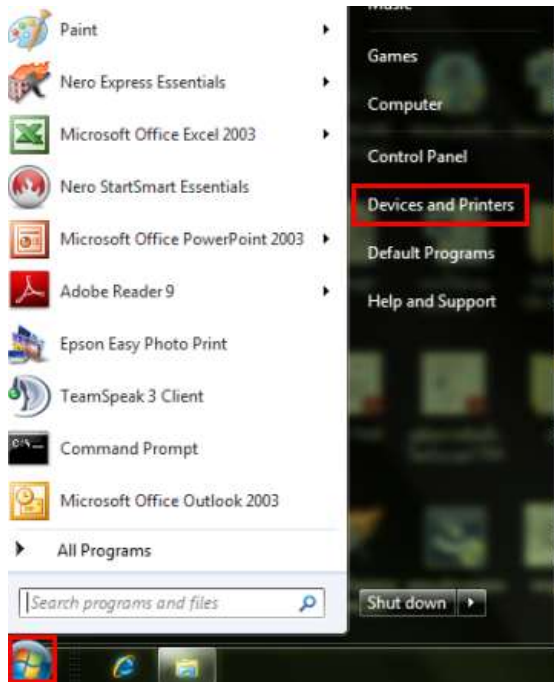 Paint
Nero Express Essentials
Microsoft Office Excel 2003
Nero StartSmart Essentials
Microsoft Office PowerPoint 2003
Adobe Reader 9
Epson Easy Photo Print
TeamSpeak 3 Client
Command Prompt
Microsoft Office Outlook 2003
All Programs
Search programs and files
Music
Games
Computer
Control Panel
Devices and Printers
Default Programs
Help and Support
Shut down